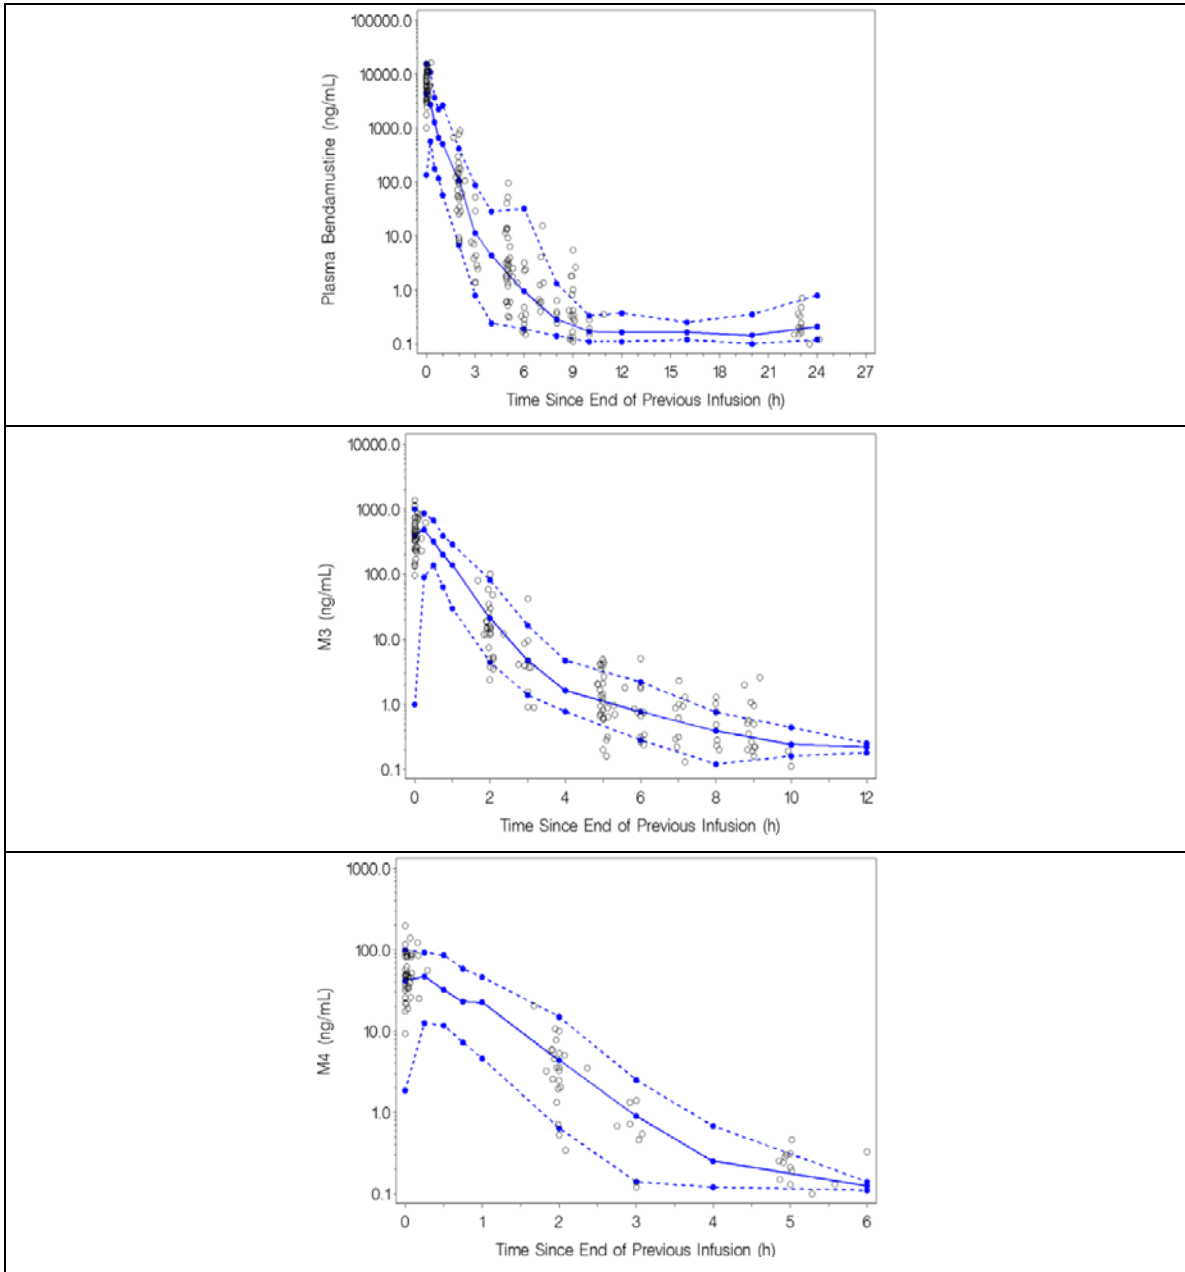 100000.0
10000.0
1000.0
100.0
10.0
1.0
0.1
Plasma Bendamustine (ng/mL)
0 3 6 9 12 15 18 21 24 27
Time Since End of Previous Infusion (h)
10000.0
1000.0
100.0
10.0
1.0
0.1
M3 (ng/mL)
0 2 4 6 8 10 12
Time Since End of Previous Infusion (h)
1000.0
100.0
10.0
1.0
0.1
M4 (ng/mL)
0 1 2 3 4 5 6
Time Since End of Previous Infusion (h)